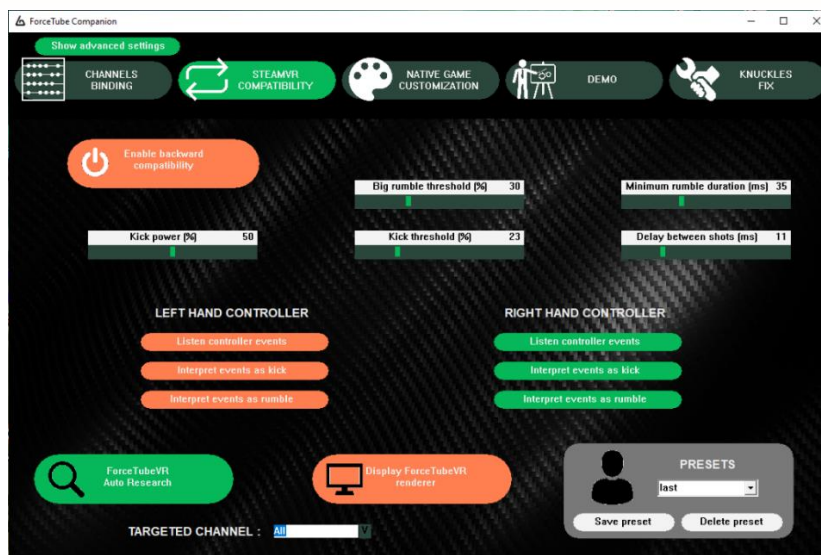 ForceTube Companion
Show advanced settings
CHANNELS
BINDING
STEAMVR
COMPATIBILITY
NATIVE GAME
CUSTOMIZATION
DEMO
KNUCKLES
FIX
Enable backward
compatibility
Big rumble threshold (%) 30
Minimum rumble duration (ms) 35
Kick power (%) 50
Kick threshold (%) 23
Delay between shots (ms) 11
LEFT HAND CONTROLLER
Listen controller events
Interpret events as kick
Interpret events as rumble
RIGHT HAND CONTROLLER
Listen controller events
Interpret events as kick
Interpret events as rumble
ForceTubeVR
Auto Research
Display ForceTubeVR
renderer
PRESETS
last
Save preset
Delete preset
TARGETED CHANNEL : All V